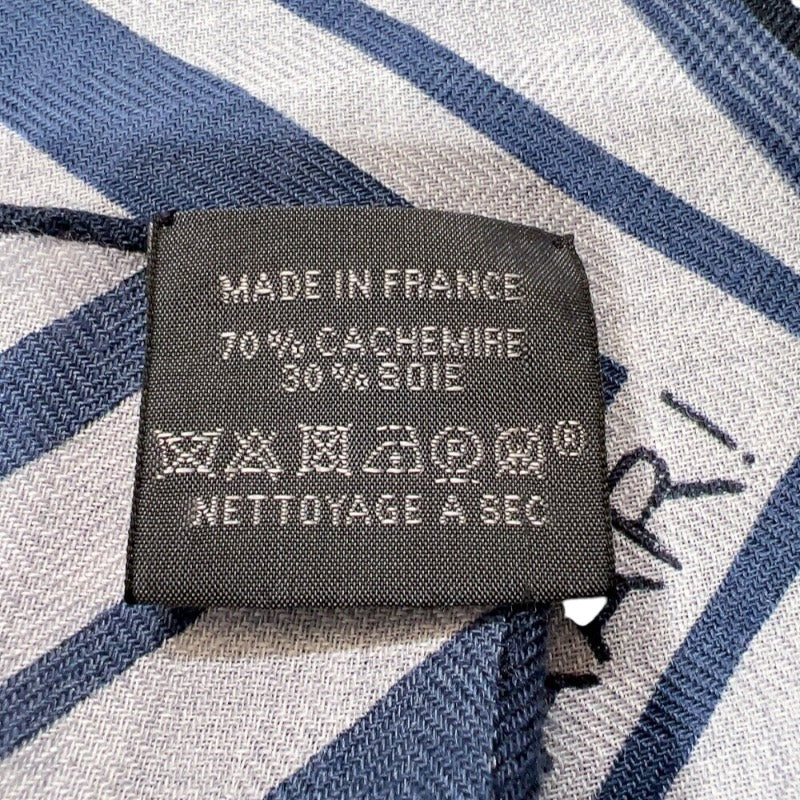 MADE IN FRANCE
70 % CACHEMIRE
30 % SOIE
®
NETTOYAGE A SEC